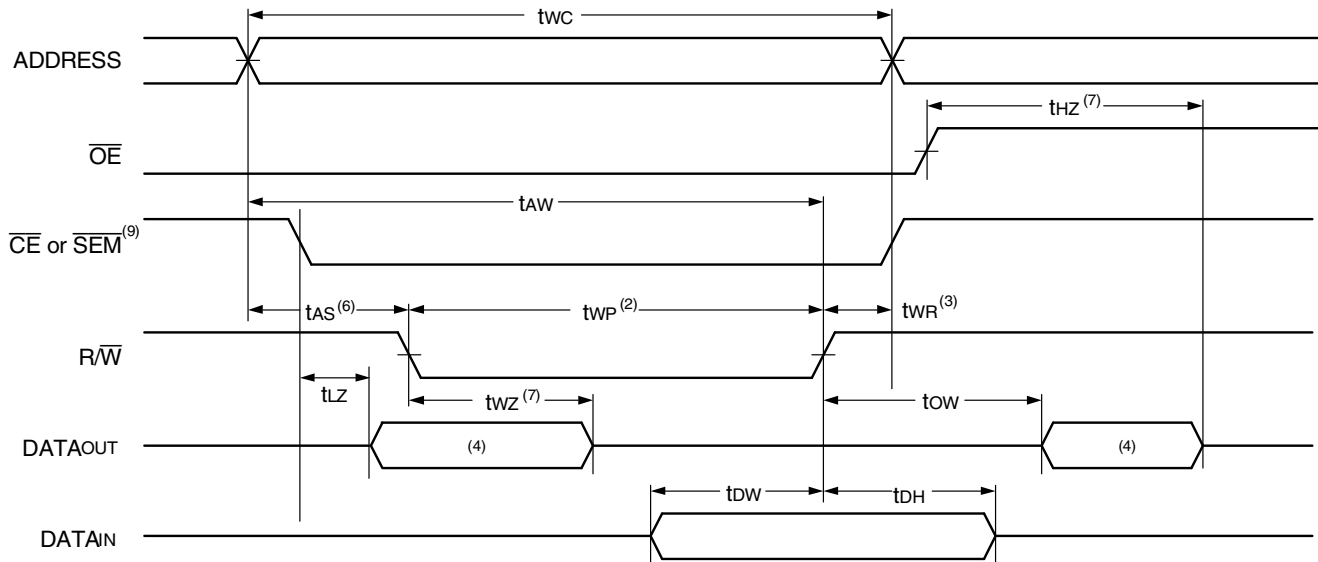 tWC
ADDRESS
tHZ(7)
OE
tAW
CE or SEM(9)
tAS(6) tWP(2) tWR(3)
R/W
tLZ tWZ(7) tOW
DATAOUT (4) (4)
tDW tDH
DATAIN